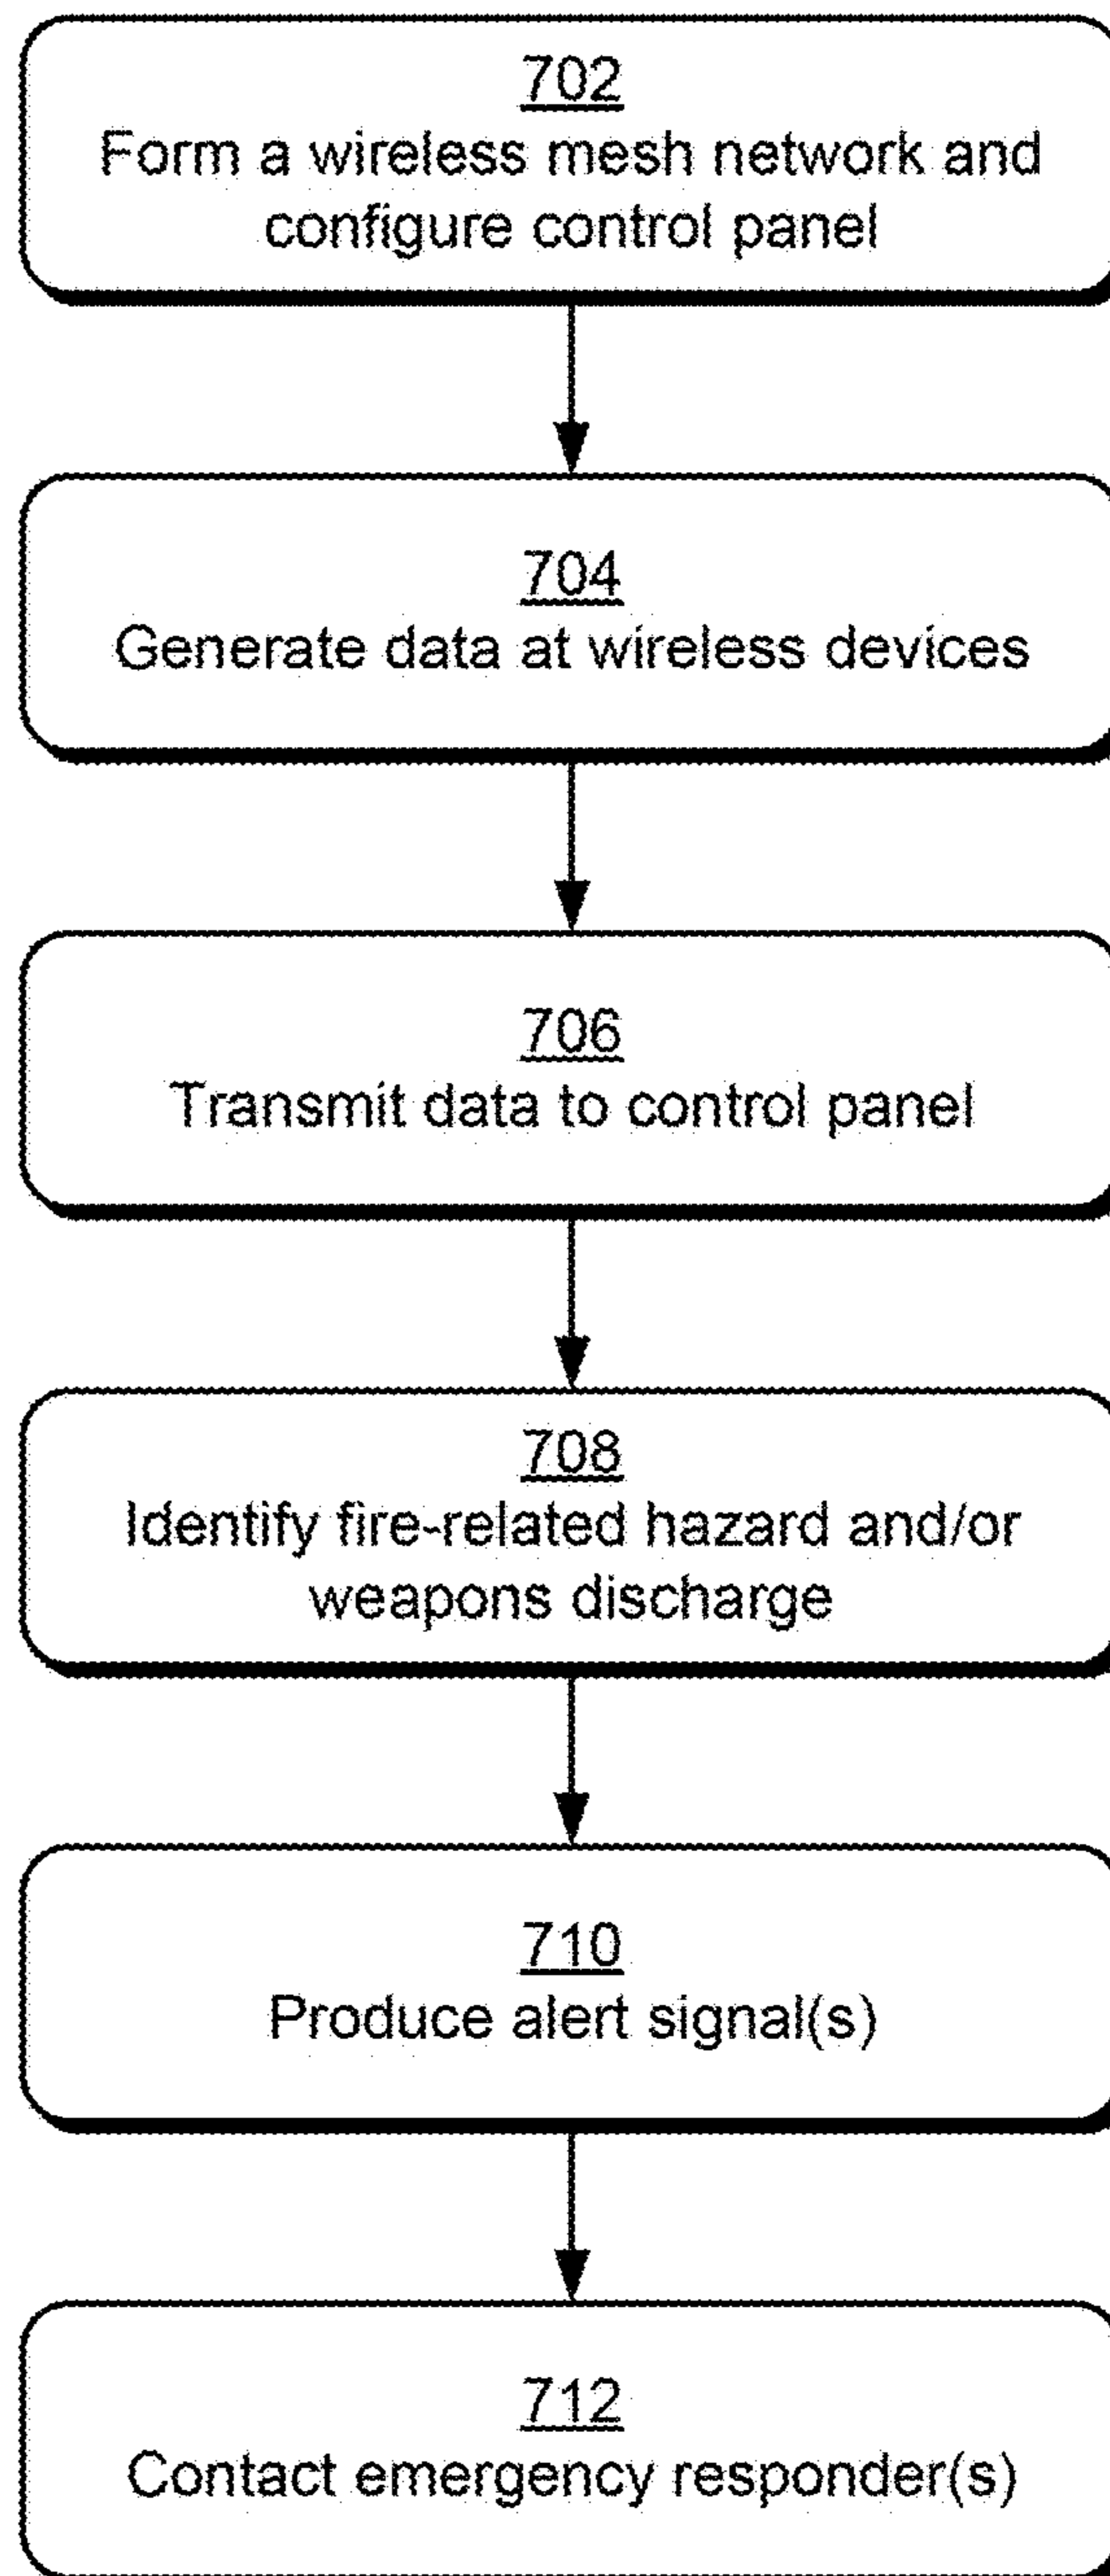 702
Form a wireless mesh network and
configure control panel
704
Generate data at wireless devices
706
Transmit data to control panel
708
Identify fire-related hazard and/or
weapons discharge
710
Produce alert signal(s)
712
Contact emergency responder(s)